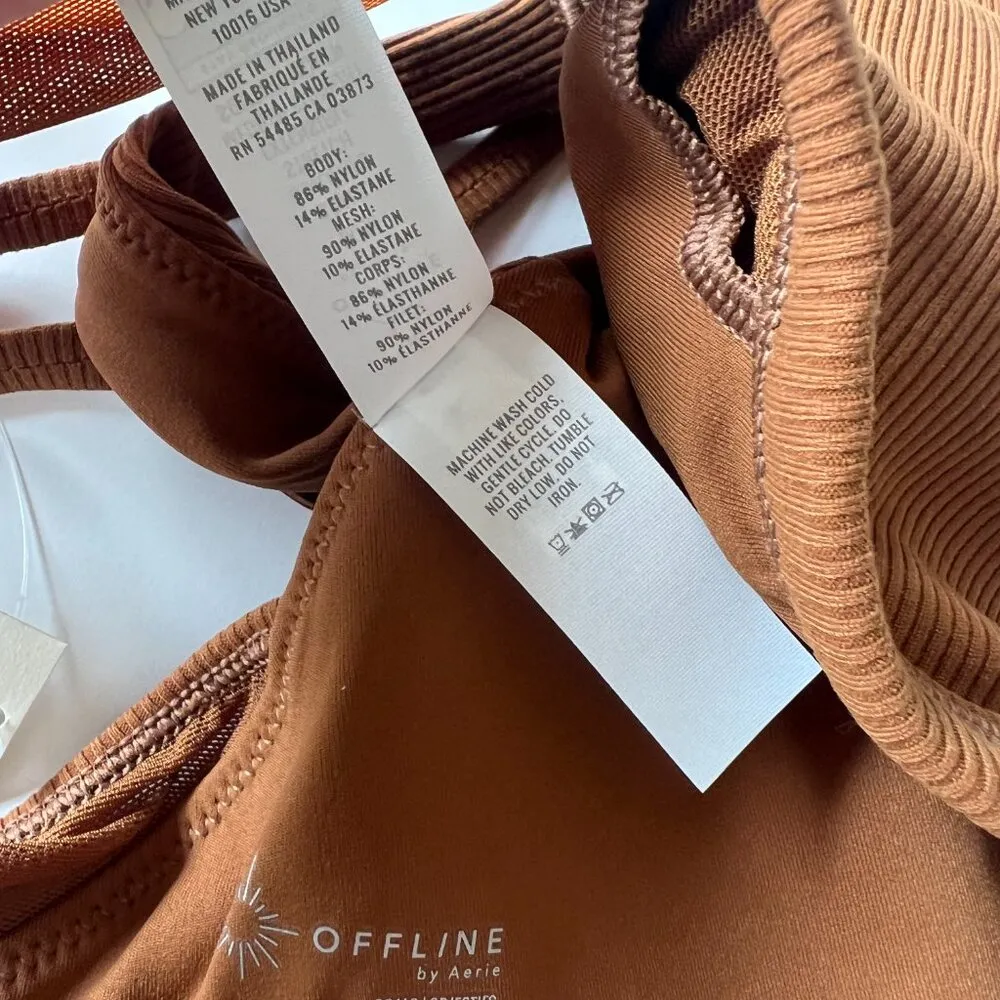 NEW YO
10016 USA
MADE IN THAILAND
FABRIQUÉ EN
THAILANDE
RN 54485 CA 03873
BODY:
86% NYLON
14% ELASTANE
MESH:
90% NYLON
10% ELASTANE
CORPS:
86% NYLON
14% ÉLASTHANNE
FILET:
90% NYLON
10% ÉLASTHANNE
MACHINE WASH COLD
WITH LIKE COLORS.
GENTLE CYCLE. DO
NOT BLEACH. TUMBLE
DRY LOW. DO NOT
IRON.
OFFLINE
by Aerie